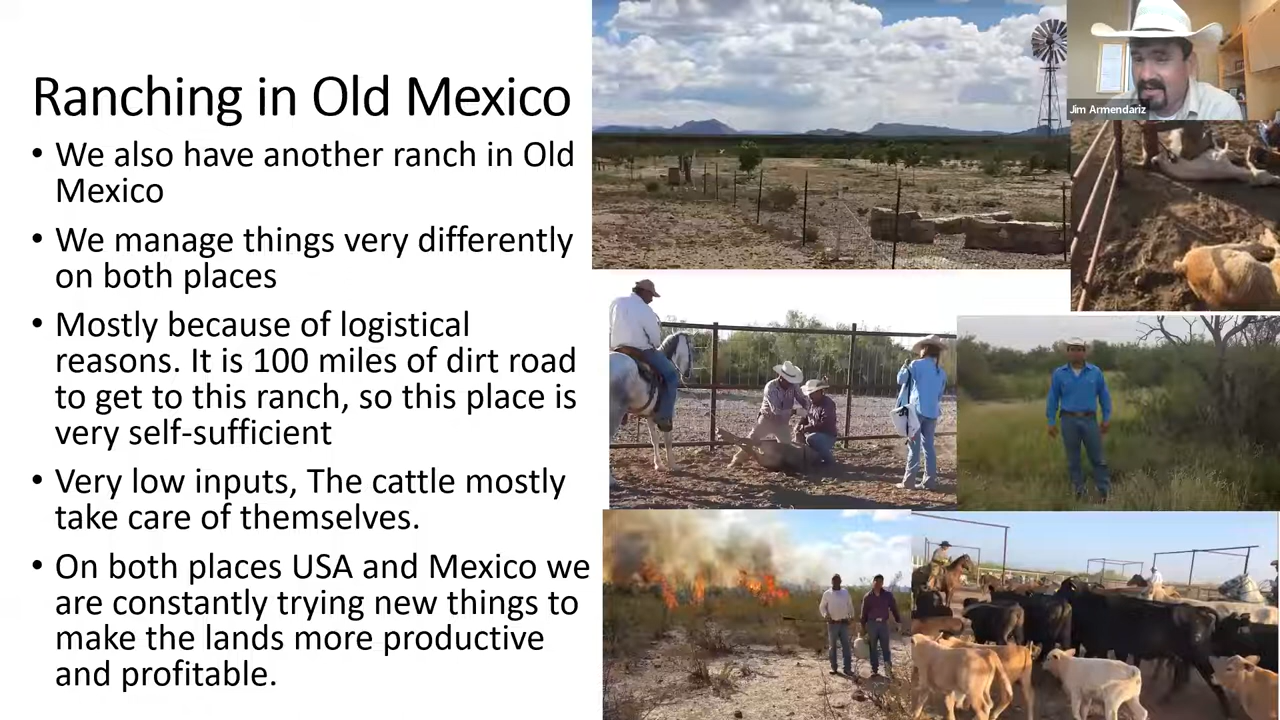 Ranching in Old Mexico
• We also have another ranch in Old
Mexico
• We manage things very differently
on both places
• Mostly because of logistical
reasons. It is 100 miles of dirt road
to get to this ranch, so this place is
very self-sufficient
• Very low inputs, The cattle mostly
take care of themselves.
• On both places USA and Mexico we
are constantly trying new things to
make the lands more productive
and profitable.
Jim Armendariz